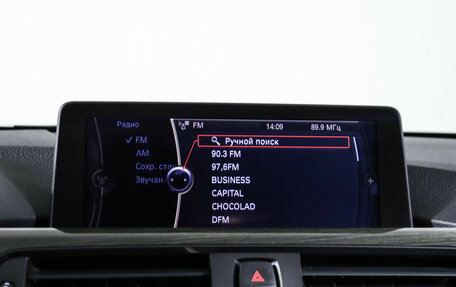 Радио
FM 14:09 89.9 МГц
✓ FM
AM
Сохр. ста
Звучан
Ручной поиск
90.3 FM
97,6FM
BUSINESS
CAPITAL
CHOCOLAD
DFM